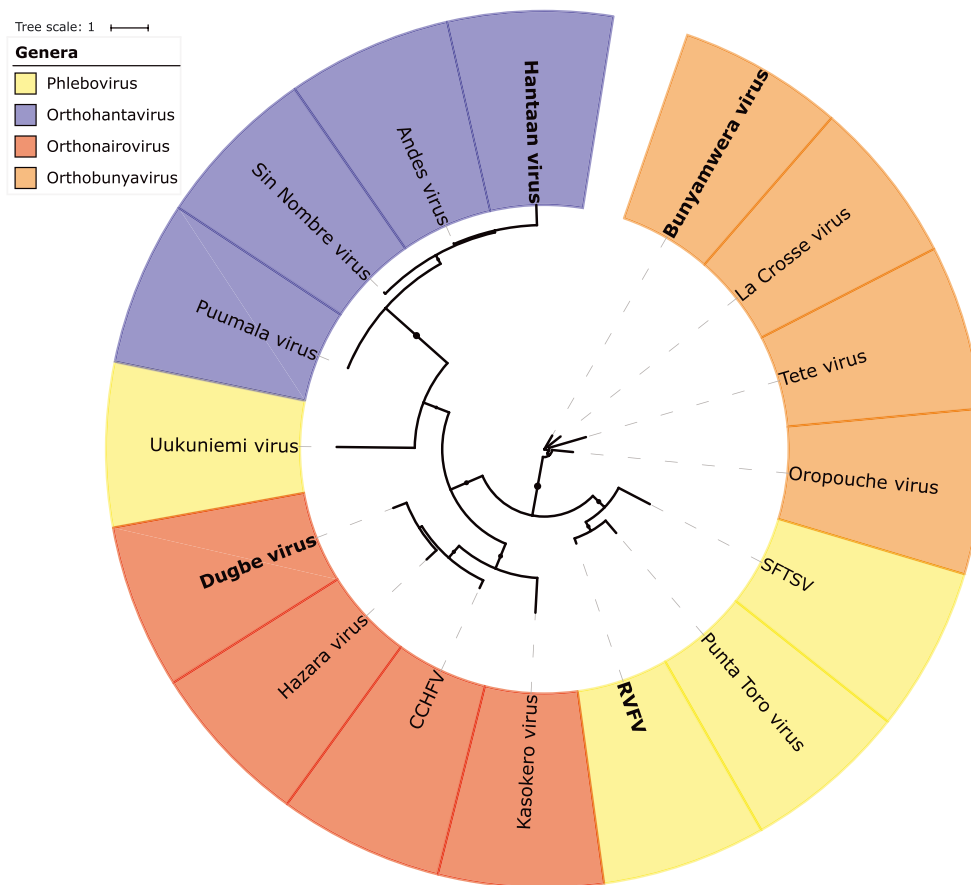 Tree scale: 1
Genera
Phlebovirus
Orthohantavirus
Orthonairovirus
Orthobunyavirus
Bunyamwera virus
La Crosse virus
Tete virus
Oropouche virus
SFTSV
Punta Toro virus
RVFV
Kasokero virus
CCHFV
Hazara virus
Dugbe virus
Uukuniemi virus
Puumala virus
Sin Nombre virus
Andes virus
Hantaan virus